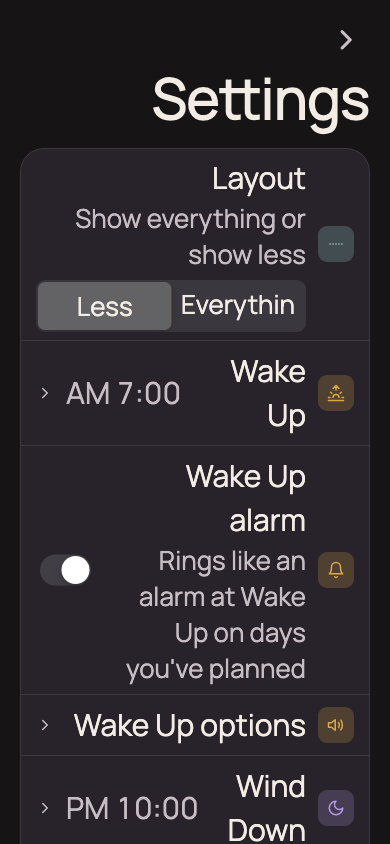 Settings
Layout
Show everything or
show less
Less
Everythin
Wake
Up
AM 7:00
Wake Up
alarm
Rings like an
alarm at Wake
Up on days
you've planned
Wake Up options
Wind
Down
PM 10:00